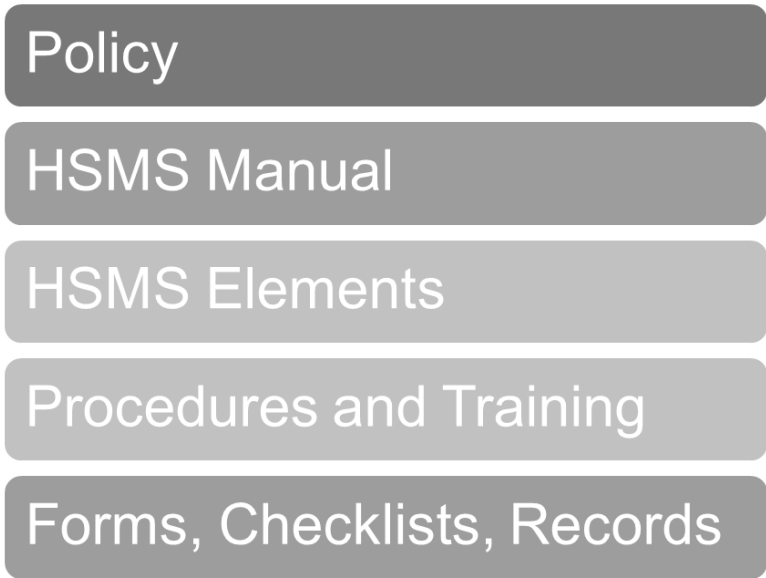 Policy
HSMS Manual
HSMS Elements
Procedures and Training
Forms, Checklists, Records